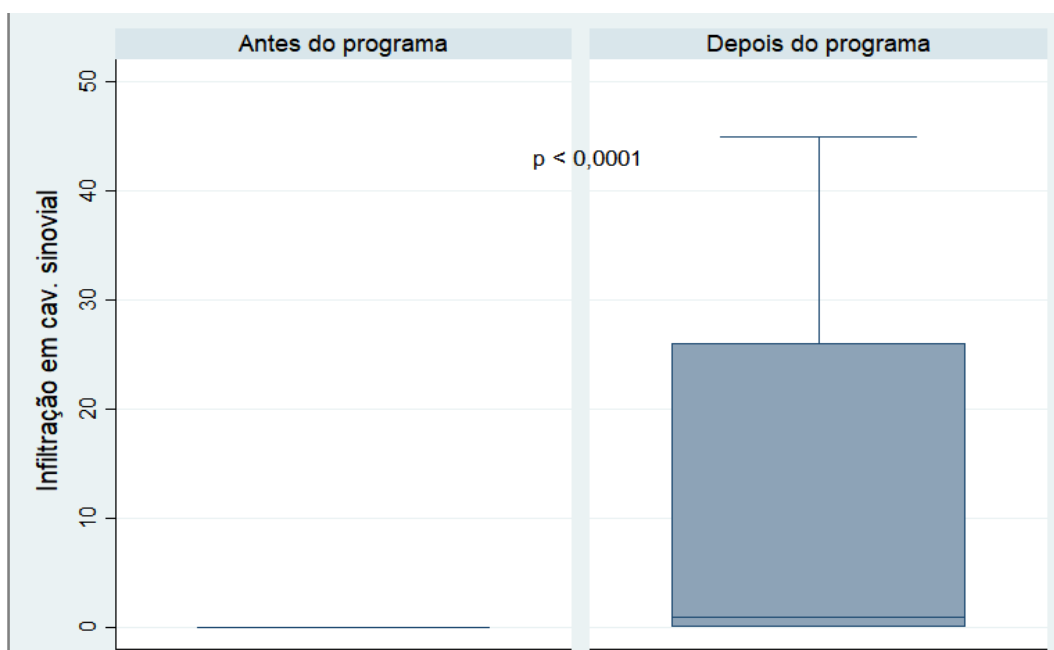 Antes do programa
Depois do programa
p < 0,0001
Infiltração em cav. sinovial
50
40
30
20
10
0